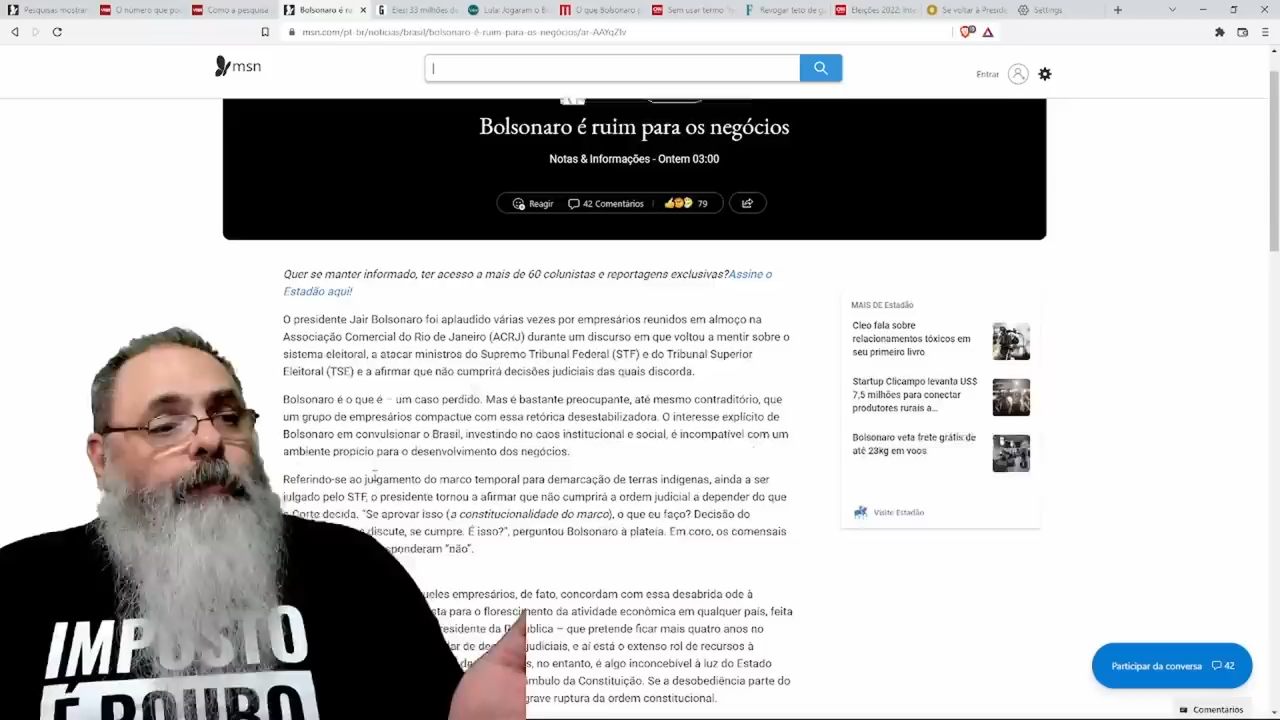 Pesquisas mostram
O número que poc
Como a pesquisa
Bolsonaro é ru
Eles! 33 milhões de
Lula: Jogaram o B
O que Bolsonaro p
Sem usar termo
Revogar teto de g
Eleições 2022: Inte
Se voltar à Presid
Settings
msn.com/pt-br/noticias/brasil/bolsonaro-é-ruim-para-os-negócios/ar-AAYqZlv
msn
Entrar
Bolsonaro é ruim para os negócios
Notas & Informações - Ontem 03:00
Reagir
42 Comentários
79
Quer se manter informado, ter acesso a mais de 60 colunistas e reportagens exclusivas?Assine o
Estadão aqui!
O presidente Jair Bolsonaro foi aplaudido várias vezes por empresários reunidos em almoço na
Associação Comercial do Rio de Janeiro (ACRJ) durante um discurso em que voltou a mentir sobre o
sistema eleitoral, a atacar ministros do Supremo Tribunal Federal (STF) e do Tribunal Superior
Eleitoral (TSE) e a afirmar que não cumprirá decisões judiciais das quais discorda.
Bolsonaro é o que é – um caso perdido. Mas é bastante preocupante, até mesmo contraditório, que
um grupo de empresários compactue com essa retórica desestabilizadora. O interesse explícito de
Bolsonaro em convulsionar o Brasil, investindo no caos institucional e social, é incompatível com um
ambiente propício para o desenvolvimento dos negócios.
Referindo-se ao julgamento do marco temporal para demarcação de terras indígenas, ainda a ser
julgado pelo STF, o presidente tornou a afirmar que não cumprirá a ordem judicial a depender do que
a Corte decida. “Se aprovar isso (a constitucionalidade do marco), o que eu faço? Decisão do
discute, se cumpre. É isso?”, perguntou Bolsonaro à plateia. Em coro, os comensais
sponderam “não”.
ueles empresários, de fato, concordam com essa desabrida ode à
sta para o florescimento da atividade econômica em qualquer país, feita
residente da República – que pretende ficar mais quatro anos no
judiciais, e aí está o extenso rol de recursos à
, no entanto, é algo inconcebível à luz do Estado
âmbulo da Constituição. Se a desobediência parte do
grave ruptura da ordem constitucional.
MAIS DE Estadão
Cleo fala sobre
relacionamentos tóxicos em
seu primeiro livro
Startup Clicampo levanta US$
7,5 milhões para conectar
produtores rurais a...
Bolsonaro veta frete grátis de
até 23kg em voos
Visite Estadão
Participar da conversa 42
Comentários
IMPOSTO
É ROUBO